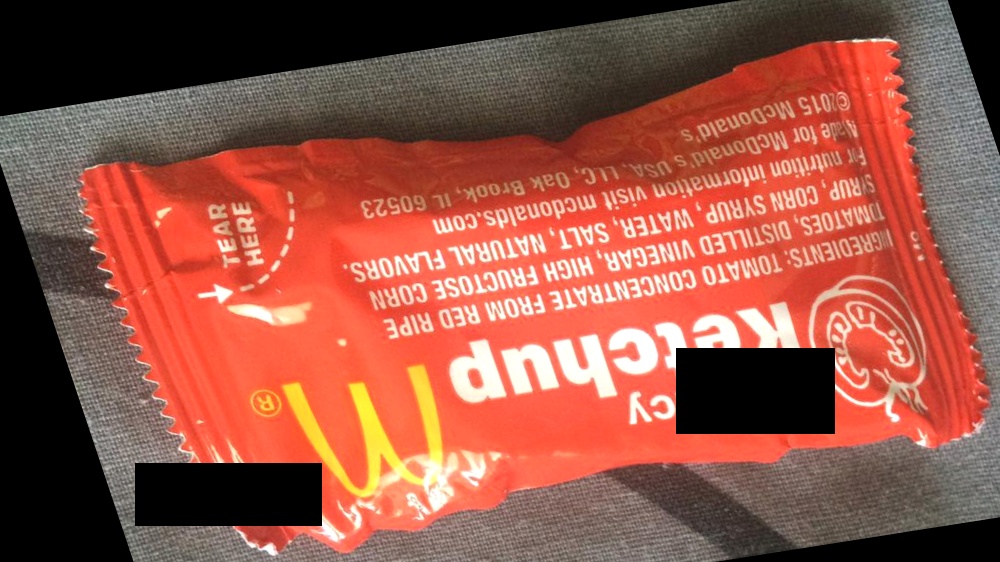 cy
Ketchup
INGREDIENTS: TOMATO CONCENTRATE FROM RED RIPE
TOMATOES, DISTILLED VINEGAR, HIGH FRUCTOSE CORN
SYRUP, CORN SYRUP, WATER, SALT, NATURAL FLAVORS.
For nutrition information visit mcdonalds.com
Made for McDonald's USA, LLC, Oak Brook, IL 60523
©2015 McDonald's
TEAR
HERE
M®